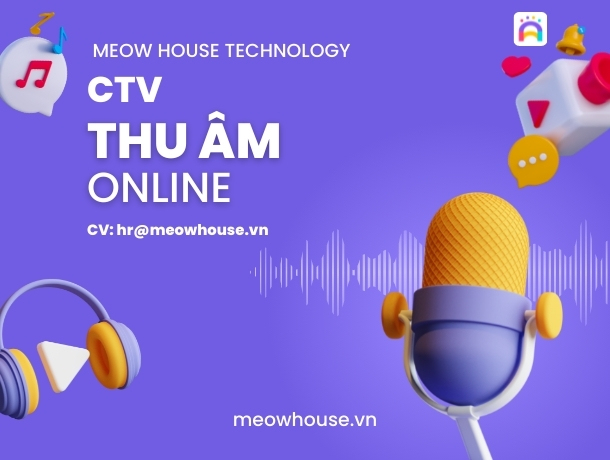 MEOW HOUSE TECHNOLOGY
CTV
THU ÂM
ONLINE
CV: hr@meowhouse.vn
meowhouse.vn